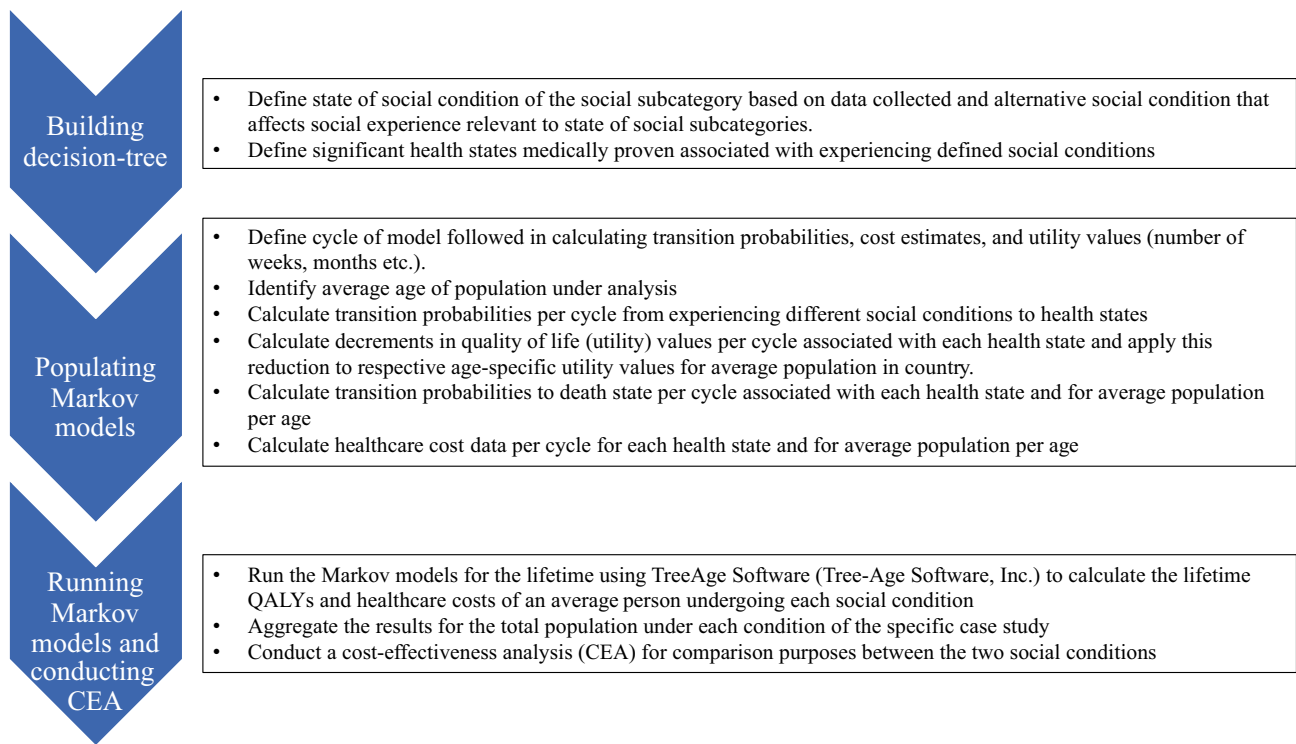 Building
decision-tree
• Define state of social condition of the social subcategory based on data collected and alternative social condition that
affects social experience relevant to state of social subcategories.
• Define significant health states medically proven associated with experiencing defined social conditions
Populating
Markov
models
• Define cycle of model followed in calculating transition probabilities, cost estimates, and utility values (number of
weeks, months etc.).
• Identify average age of population under analysis
• Calculate transition probabilities per cycle from experiencing different social conditions to health states
• Calculate decrements in quality of life (utility) values per cycle associated with each health state and apply this
reduction to respective age-specific utility values for average population in country.
• Calculate transition probabilities to death state per cycle associated with each health state and for average population
per age
• Calculate healthcare cost data per cycle for each health state and for average population per age
Running
Markov
models and
conducting
CEA
• Run the Markov models for the lifetime using TreeAge Software (Tree-Age Software, Inc.) to calculate the lifetime
QALYs and healthcare costs of an average person undergoing each social condition
• Aggregate the results for the total population under each condition of the specific case study
• Conduct a cost-effectiveness analysis (CEA) for comparison purposes between the two social conditions